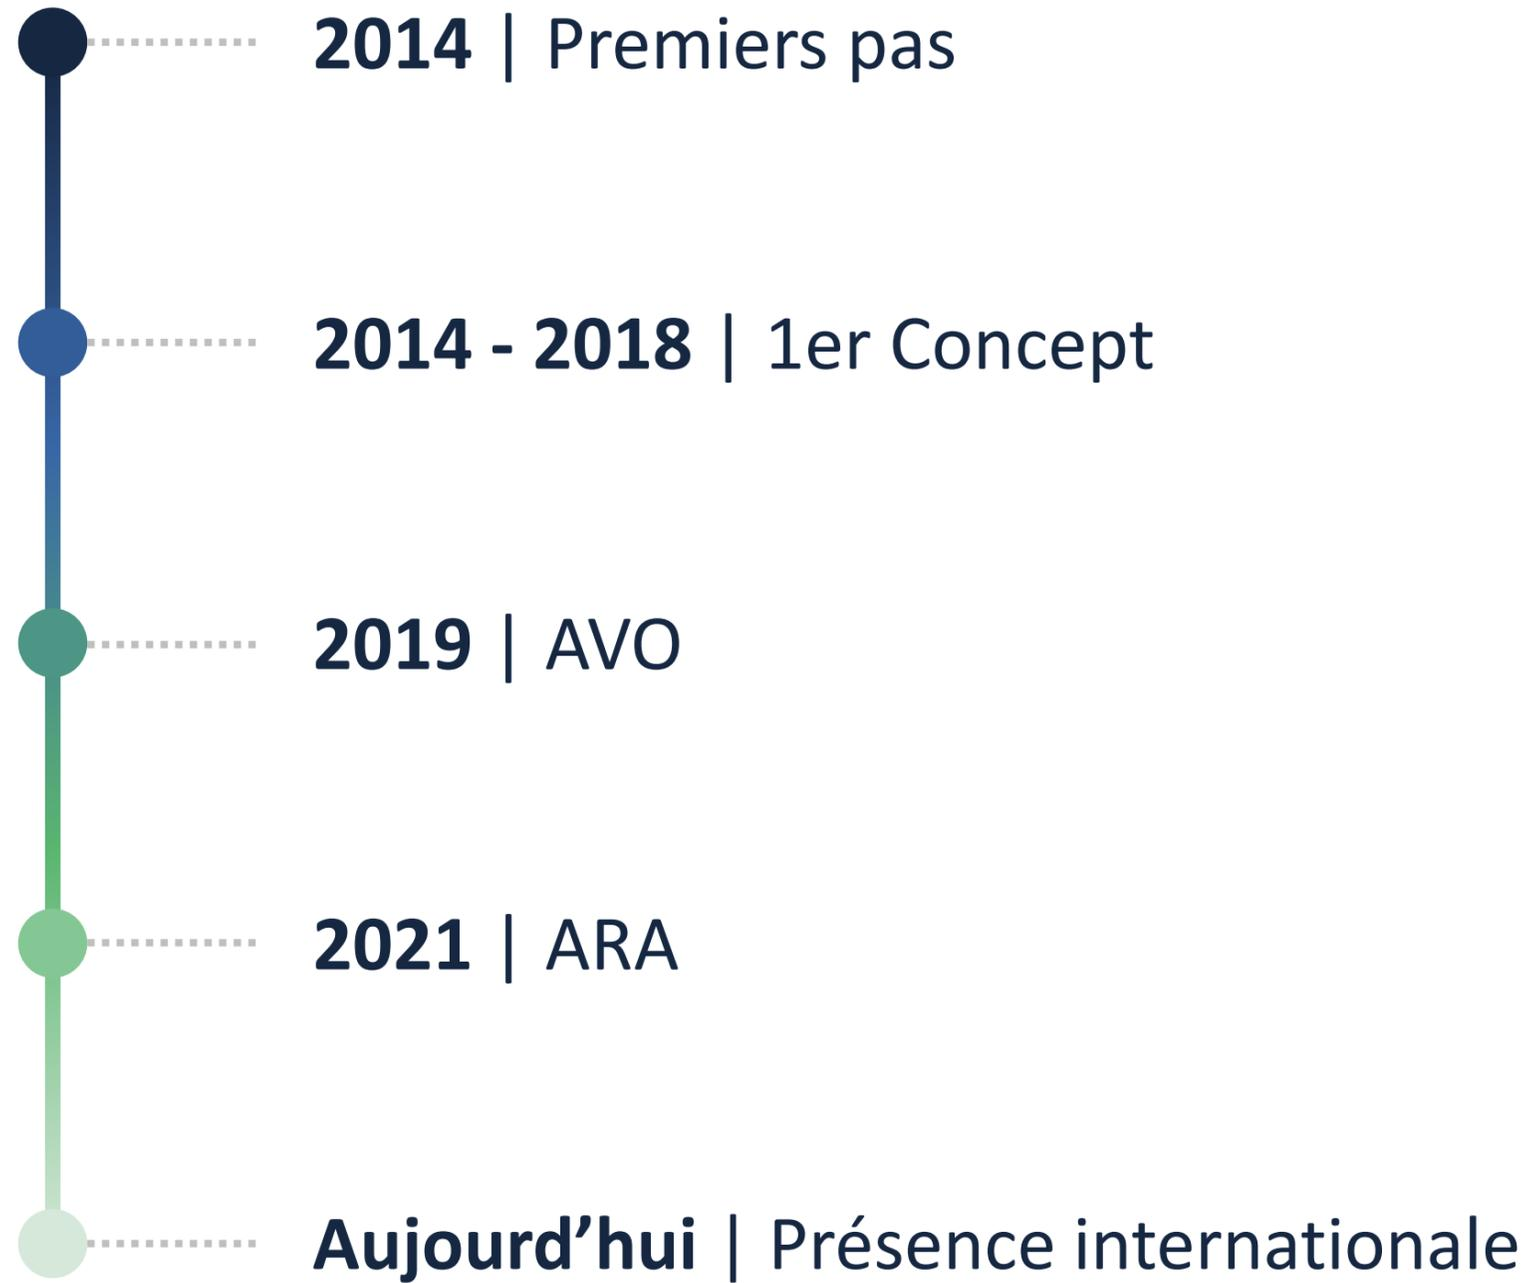 2014 | Premiers pas
2014 - 2018 | 1er Concept
2019 | AVO
2021 | ARA
Aujourd’hui | Présence internationale